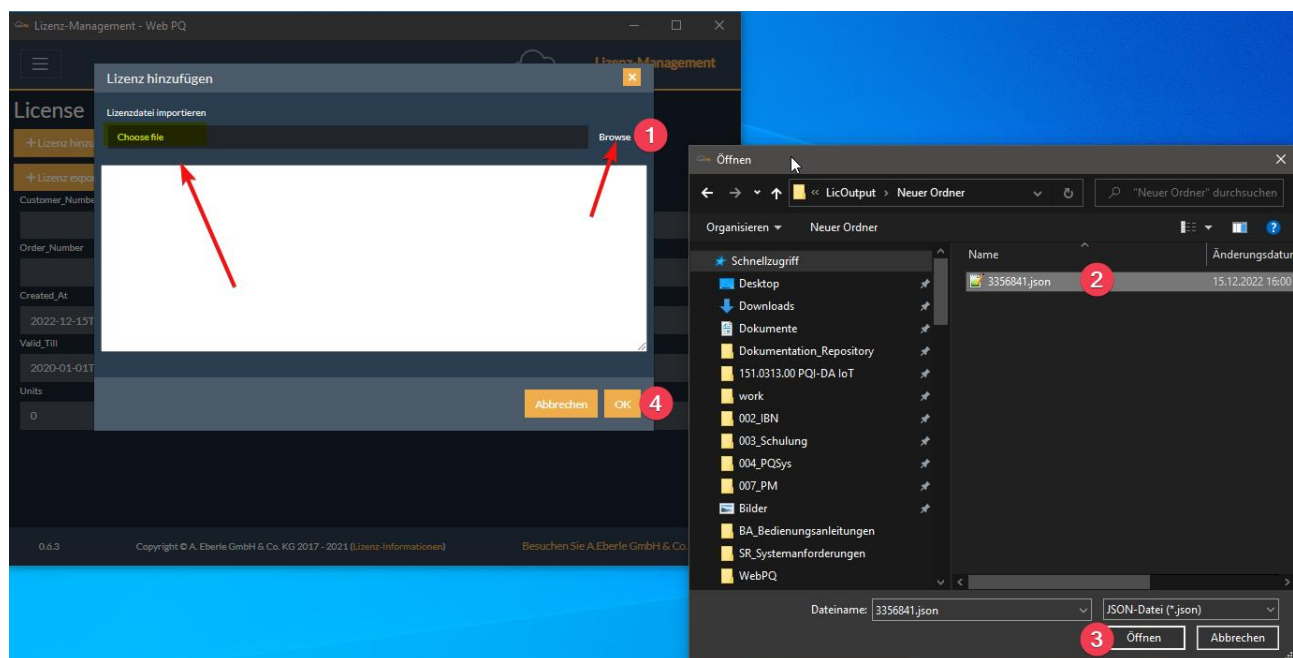 Lizenz-Management - Web PQ
Lizenz-Management
Lizenz hinzufügen
License
Lizenzdatei importieren
Choose file
Browse
1
+Lizenz hinzu
+Lizenz expo
Customer_Numbe
Order_Number
Created_At
2022-12-15T
Valid_Till
2020-01-01T
Units
0
Abbrechen
OK
4
0.6.3
Copyright © A. Eberle GmbH & Co. KG 2017 - 2021 (Lizenz-Informationen)
Besuchen Sie A.Eberle GmbH & Co.
Öffnen
« LicOutput › Neuer Ordner
"Neuer Ordner" durchsuchen
Organisieren
Neuer Ordner
Name
Änderungsdatur
Schnellzugriff
3356841.json
2
15.12.2022 16:00
Desktop
Downloads
Dokumente
Dokumentation_Repository
151.0313.00 PQI-DA IoT
work
002_IBN
003_Schulung
004_PQSys
007_PM
Bilder
BA_Bedienungsanleitungen
SR_Systemanforderungen
WebPQ
Dateiname:
3356841.json
JSON-Datei (*.json)
3
Öffnen
Abbrechen